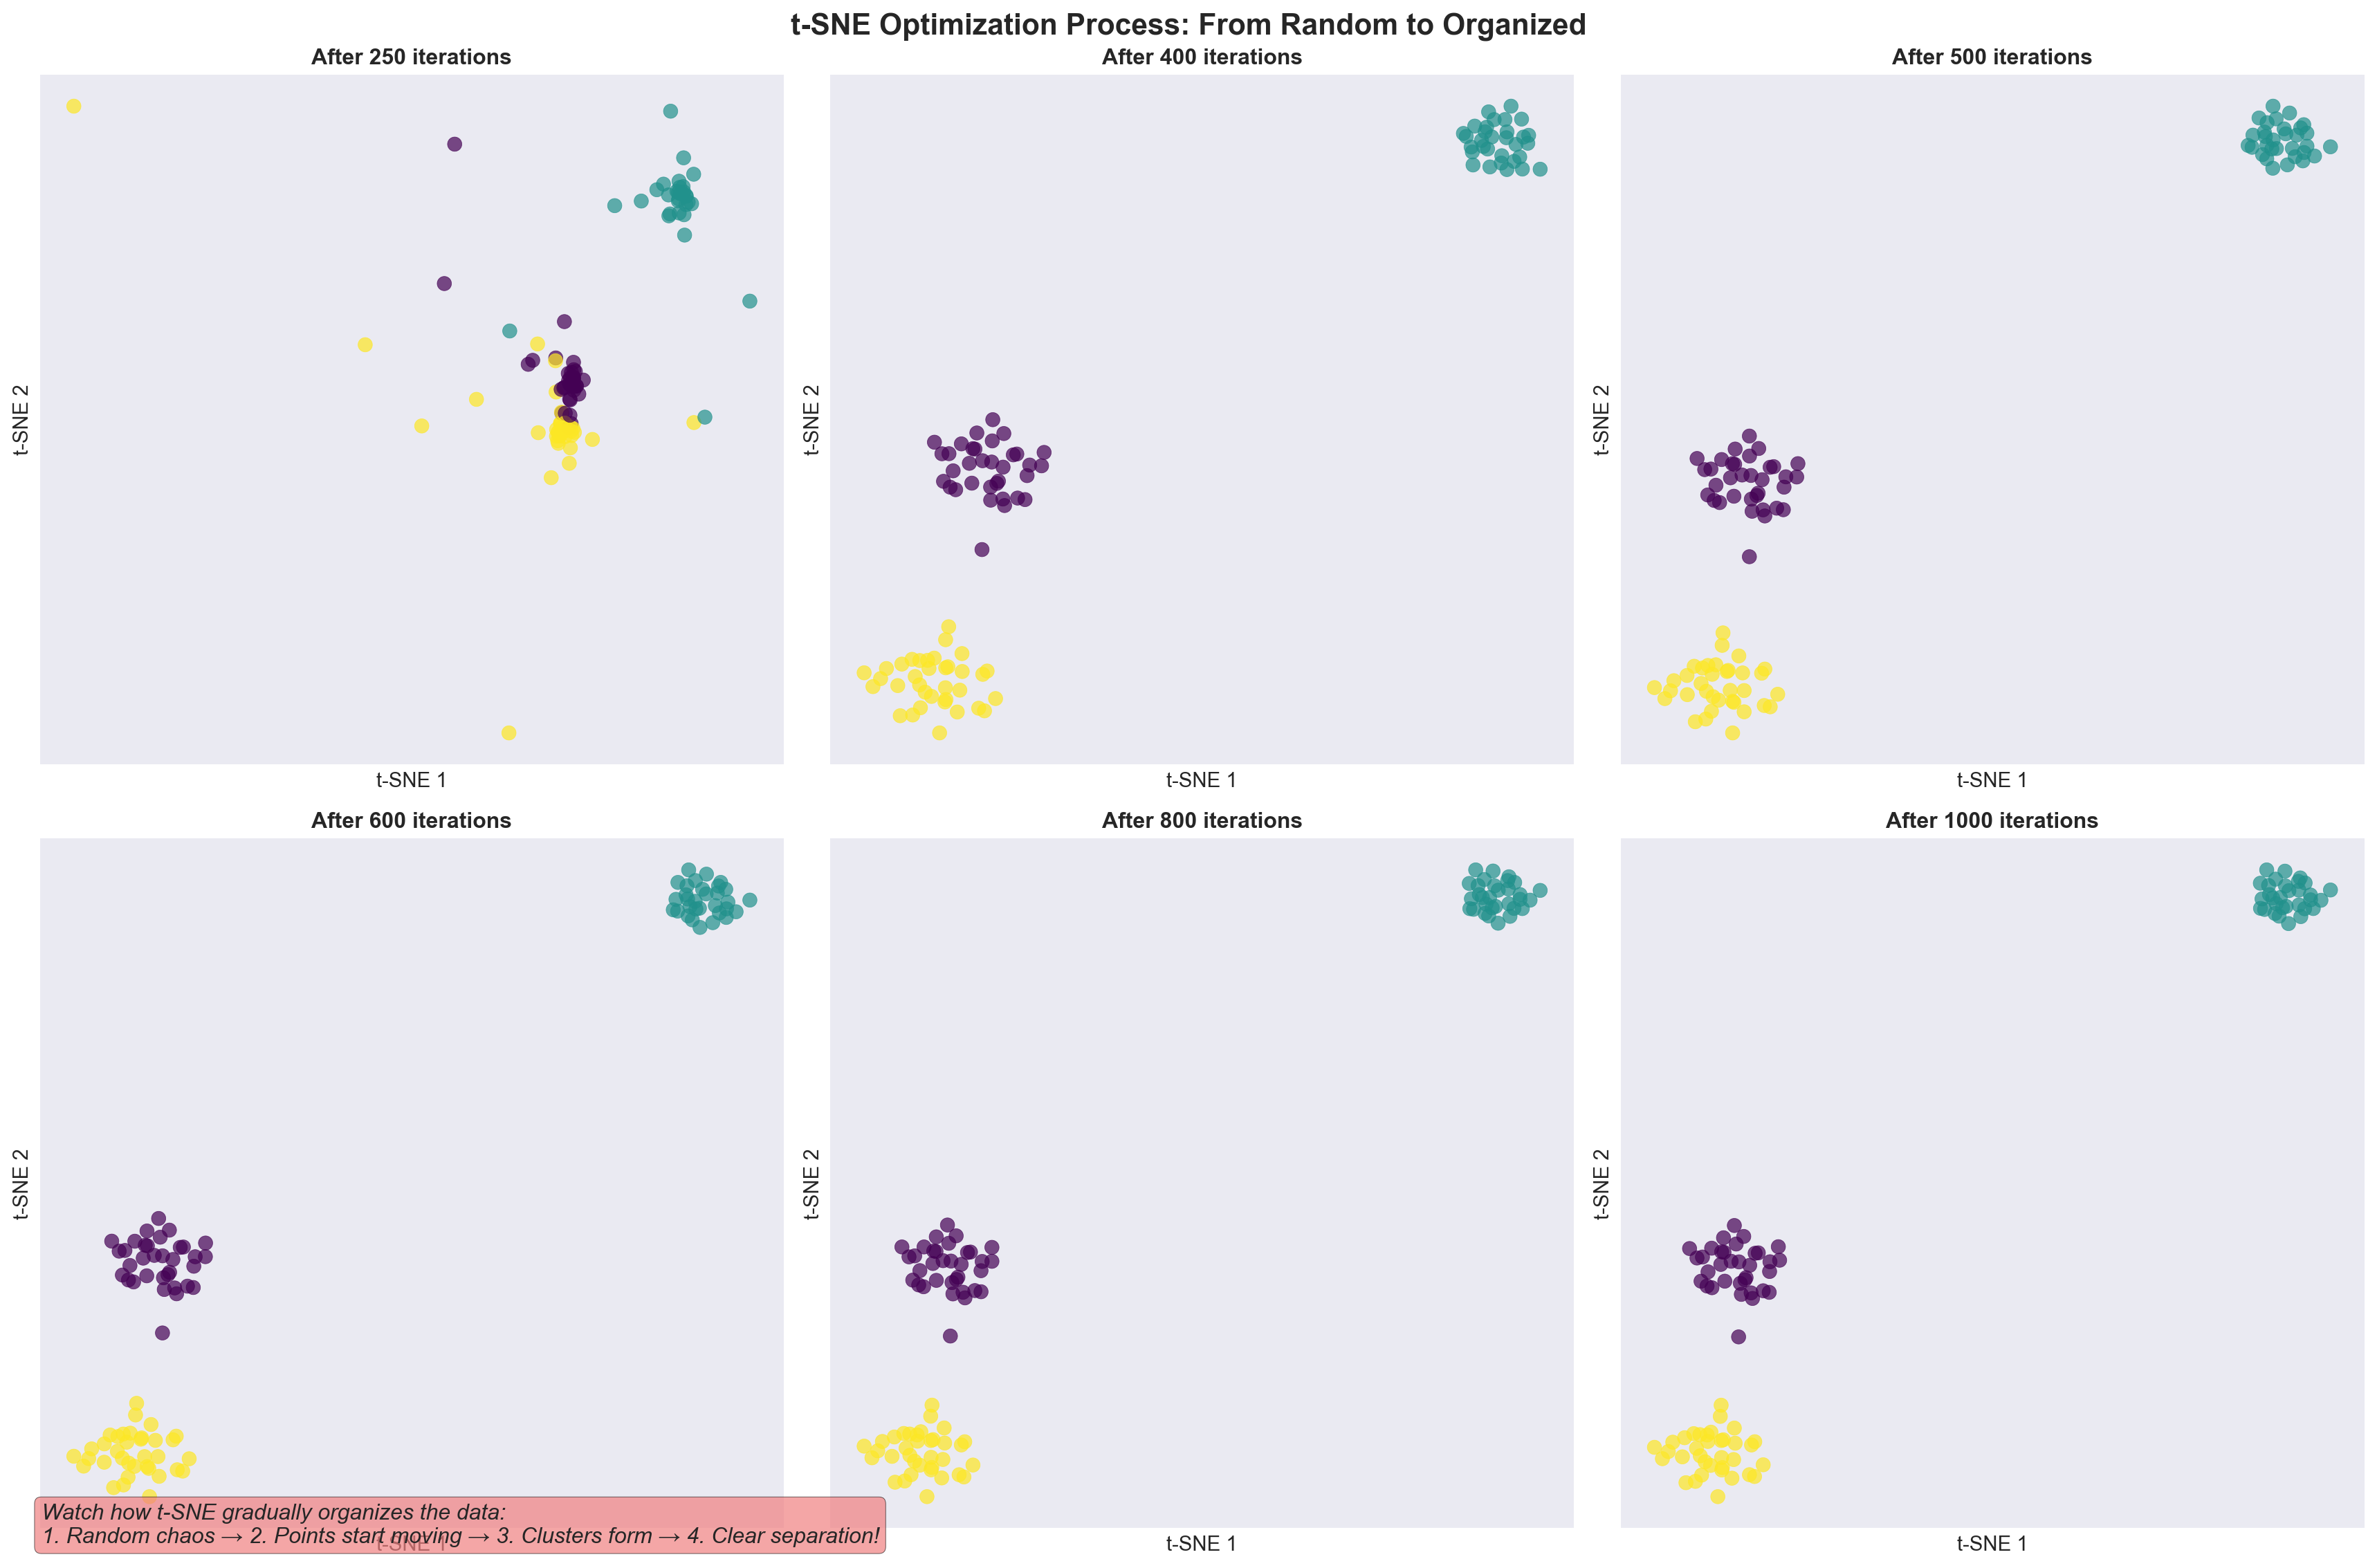 t-SNE Optimization Process: From Random to Organized
After 250 iterations
After 400 iterations
After 500 iterations
t-SNE 2
t-SNE 2
t-SNE 2
t-SNE 1
t-SNE 1
t-SNE 1
After 600 iterations
After 800 iterations
After 1000 iterations
t-SNE 2
t-SNE 2
t-SNE 2
Watch how t-SNE gradually organizes the data:
1. Random chaos → 2. Points start moving → 3. Clusters form → 4. Clear separation!
t-SNE 1
t-SNE 1
t-SNE 1